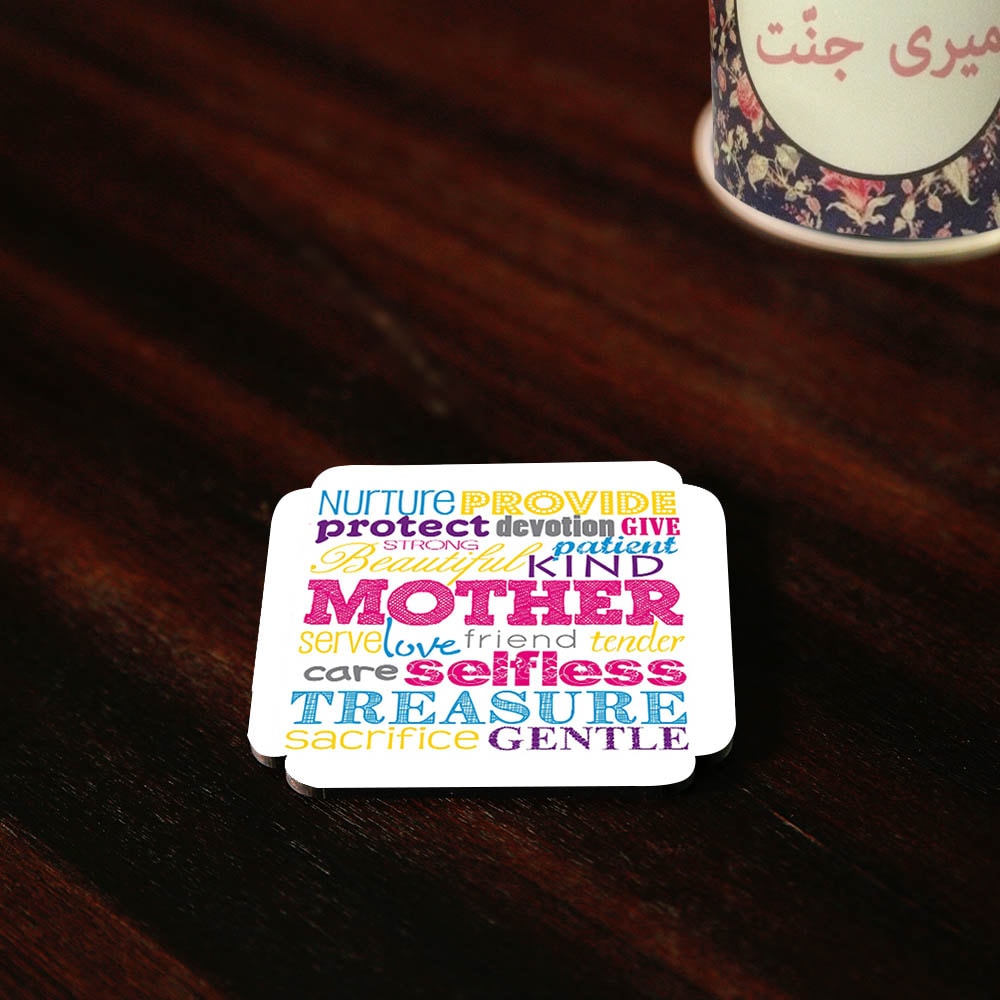 میری جنّت
NURTURE PROVIDE
protect devotion GIVE
STRONG patient
Beautiful KIND
MOTHER
serve love friend tender
care selfless
TREASURE
sacrifice GENTLE